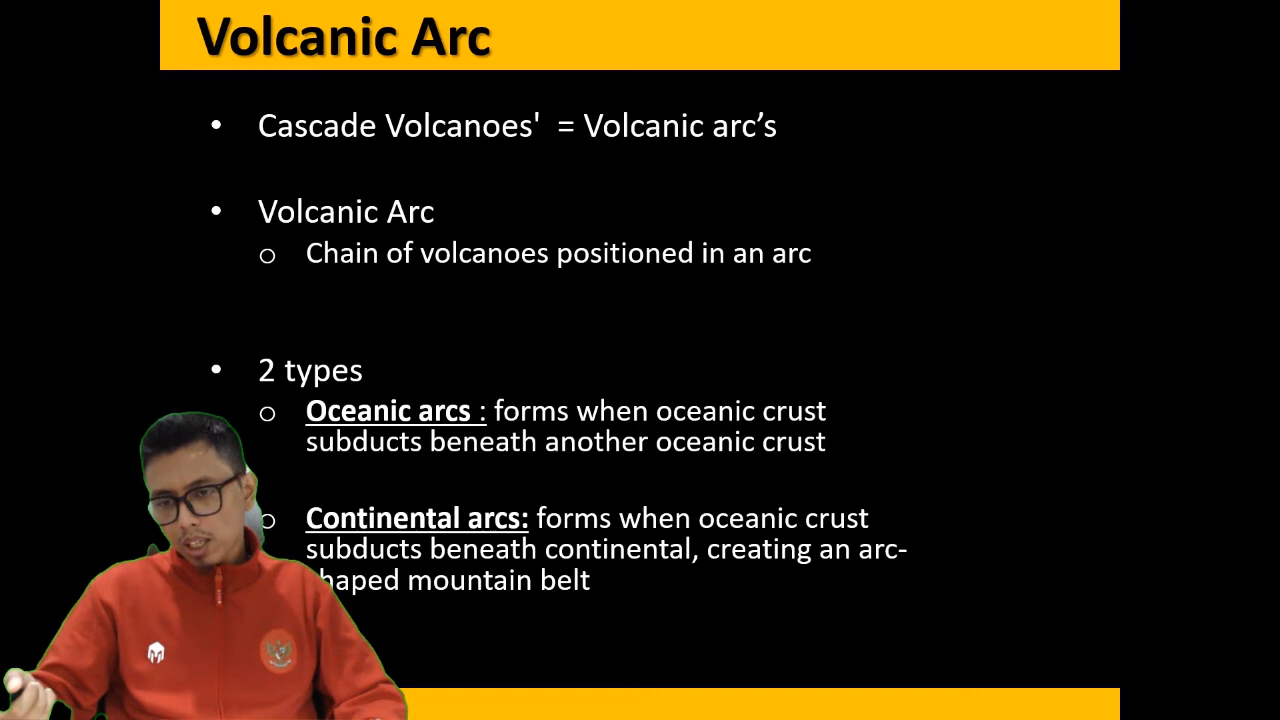 Volcanic Arc
• Cascade Volcanoes'  = Volcanic arc’s
• Volcanic Arc
o Chain of volcanoes positioned in an arc
• 2 types
o Oceanic arcs : forms when oceanic crust
subducts beneath another oceanic crust
o Continental arcs: forms when oceanic crust
subducts beneath continental, creating an arc-
haped mountain belt